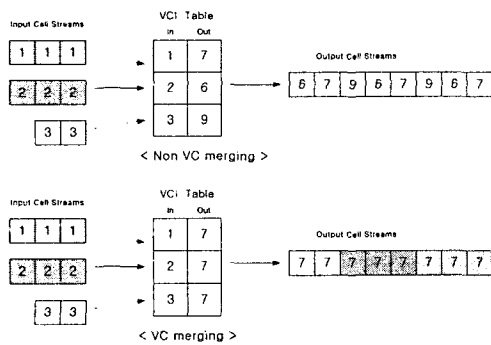 VCI Table
Input Cell Streams
In Out
1 1 1
1 7
Output Cell Streams
2 2 2
2 6
6 7 9 6 7 9 6 7
3 3
3 9
< Non VC merging >
VCI Table
Input Cell Streams
In Out
1 1 1
1 7
Output Cell Streams
2 2 2
2 7
7 7 7 7 7 7 7 7
3 3
3 7
< VC merging >